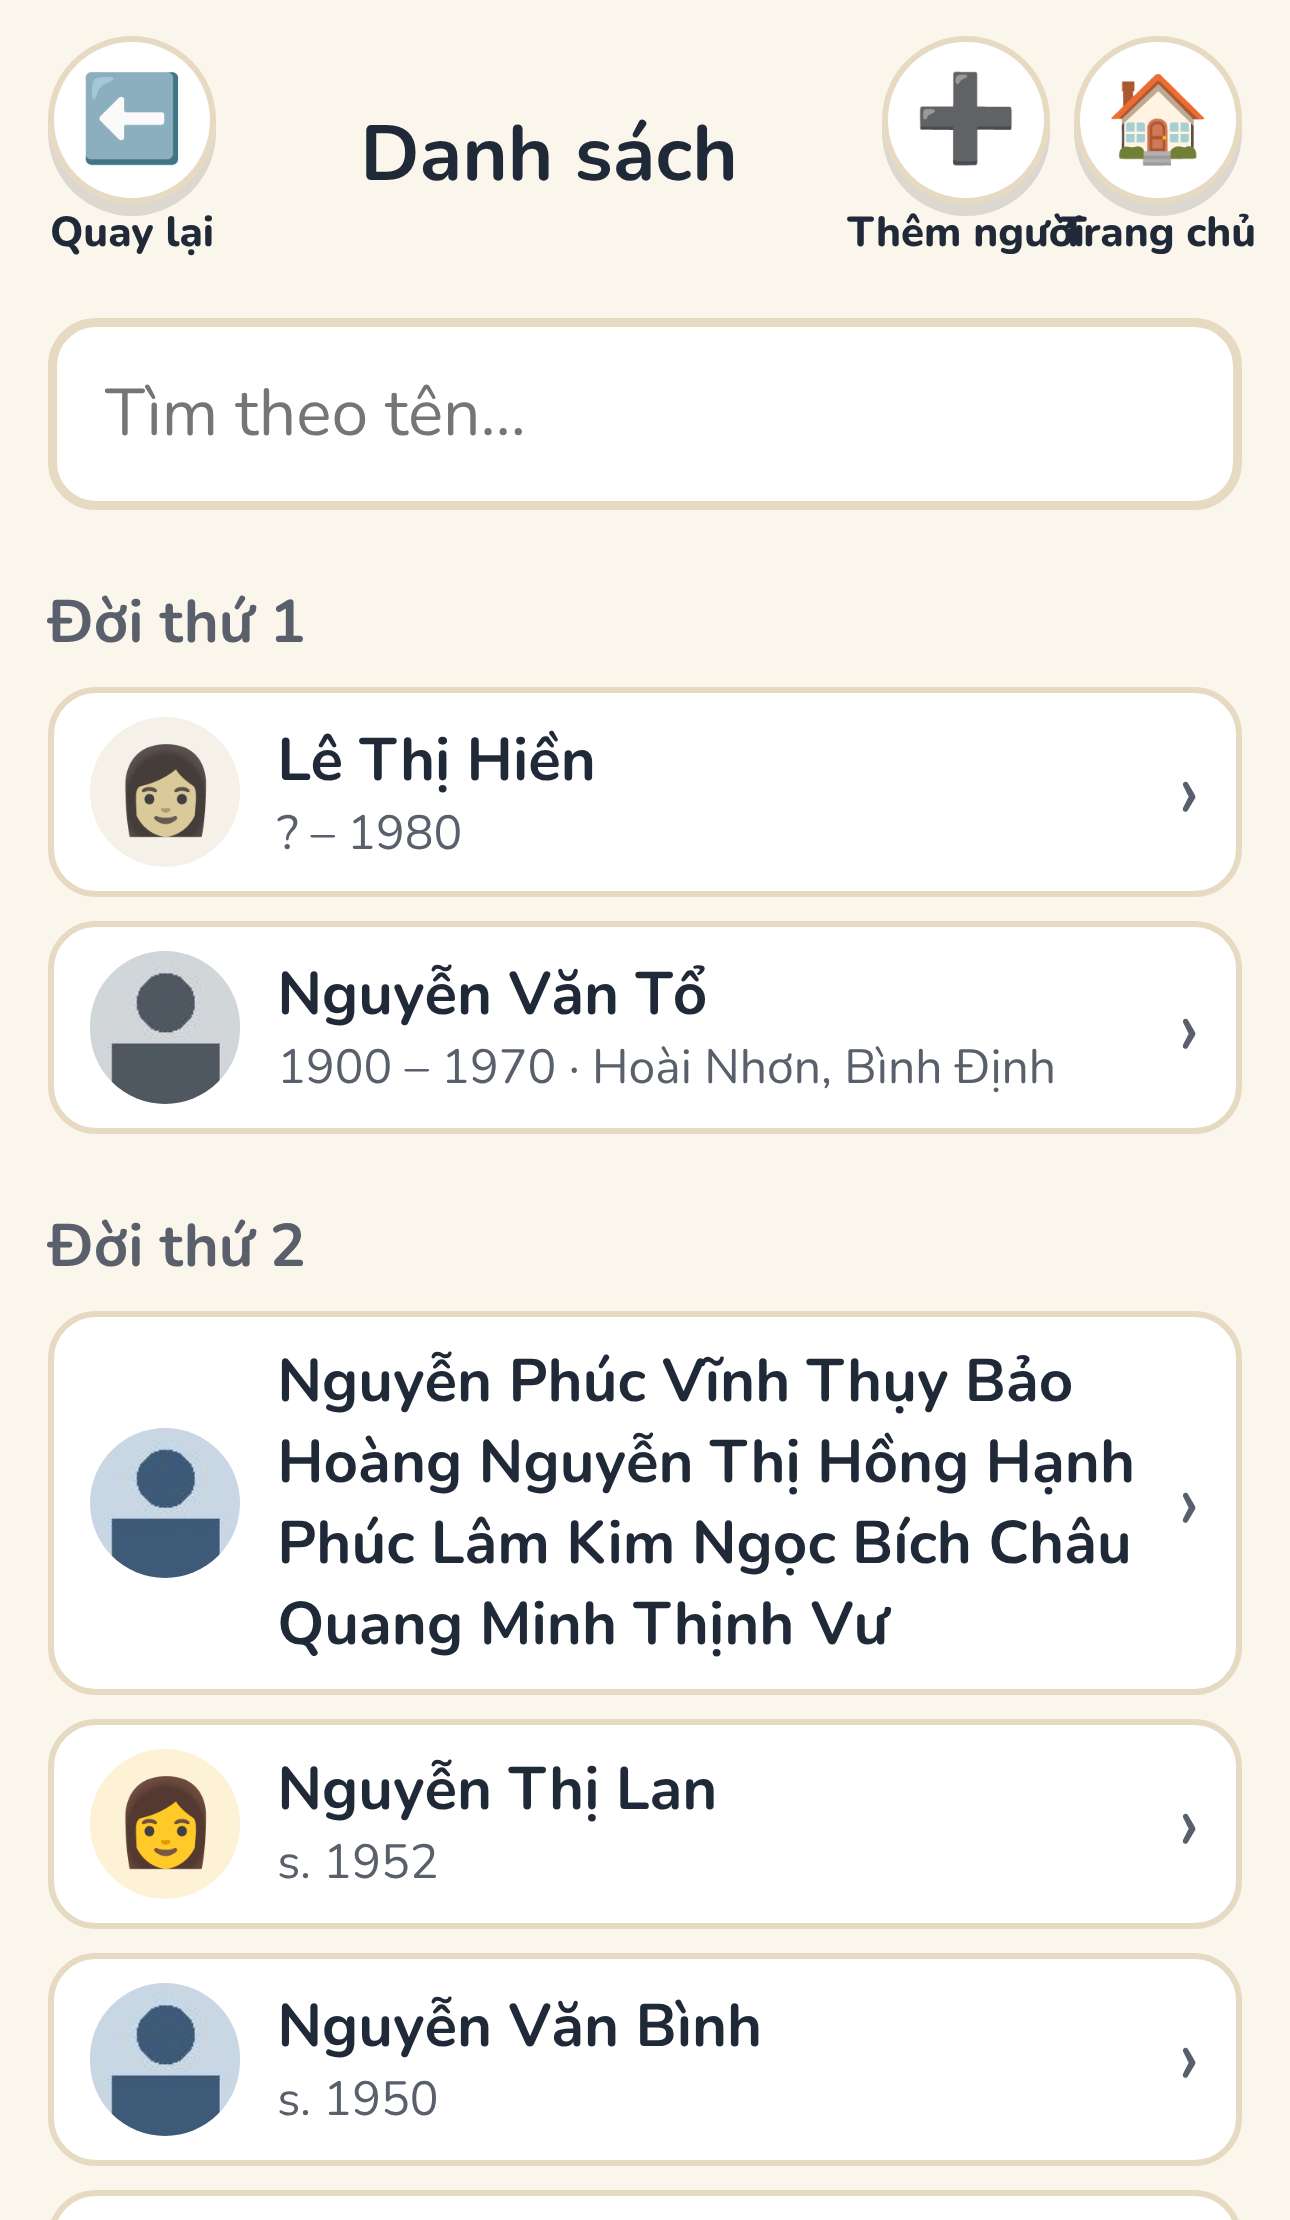 Danh sách
Quay lại
Thêm người
Trang chủ
Tìm theo tên...
Đời thứ 1
Lê Thị Hiền
? – 1980
›
Nguyễn Văn Tổ
1900 – 1970 · Hoài Nhơn, Bình Định
›
Đời thứ 2
Nguyễn Phúc Vĩnh Thụy Bảo
Hoàng Nguyễn Thị Hồng Hạnh
Phúc Lâm Kim Ngọc Bích Châu
Quang Minh Thịnh Vư
›
Nguyễn Thị Lan
s. 1952
›
Nguyễn Văn Bình
s. 1950
›